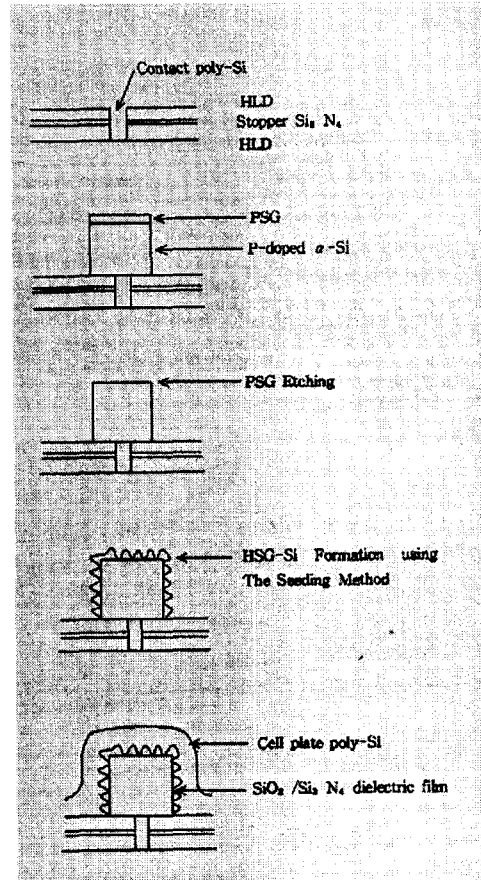 Contact poly-Si
HLD
Stopper Si₃ N₄
HLD
PSG
P-doped α-Si
PSG Etching
HSG-Si Formation using
The Seeding Method
Cell plate poly-Si
SiO₂ /Si₃ N₄ dielectric film